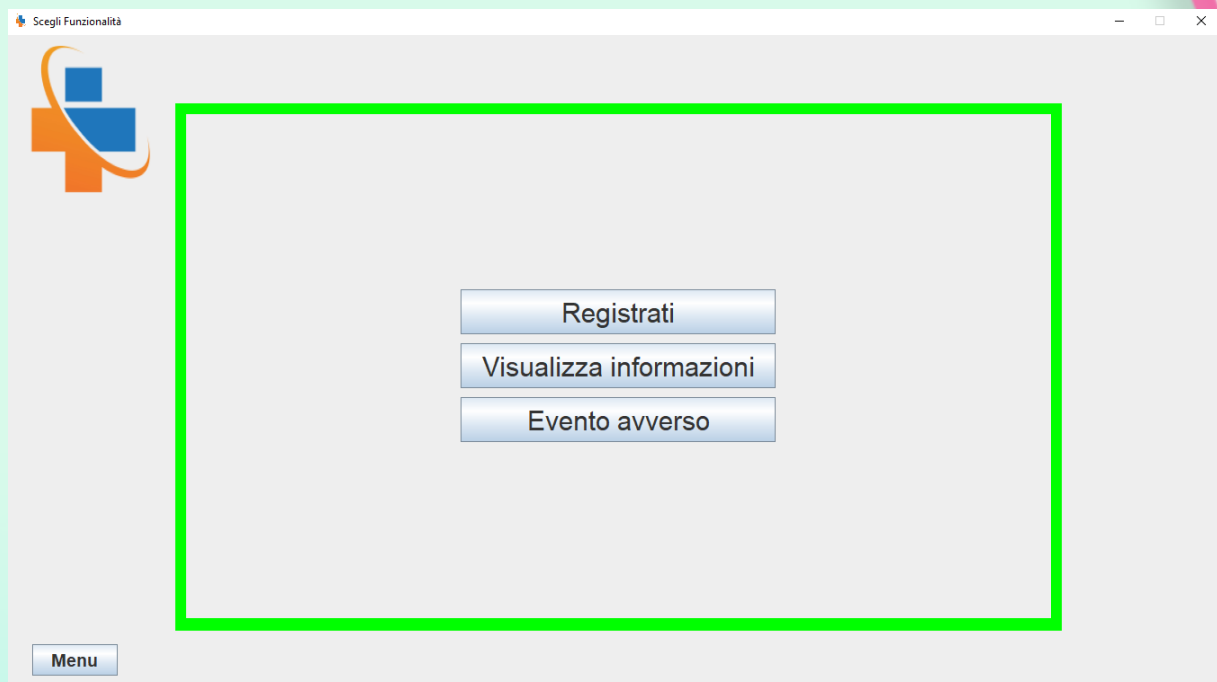 Scegli Funzionalità
Registrati
Visualizza informazioni
Evento avverso
Menu